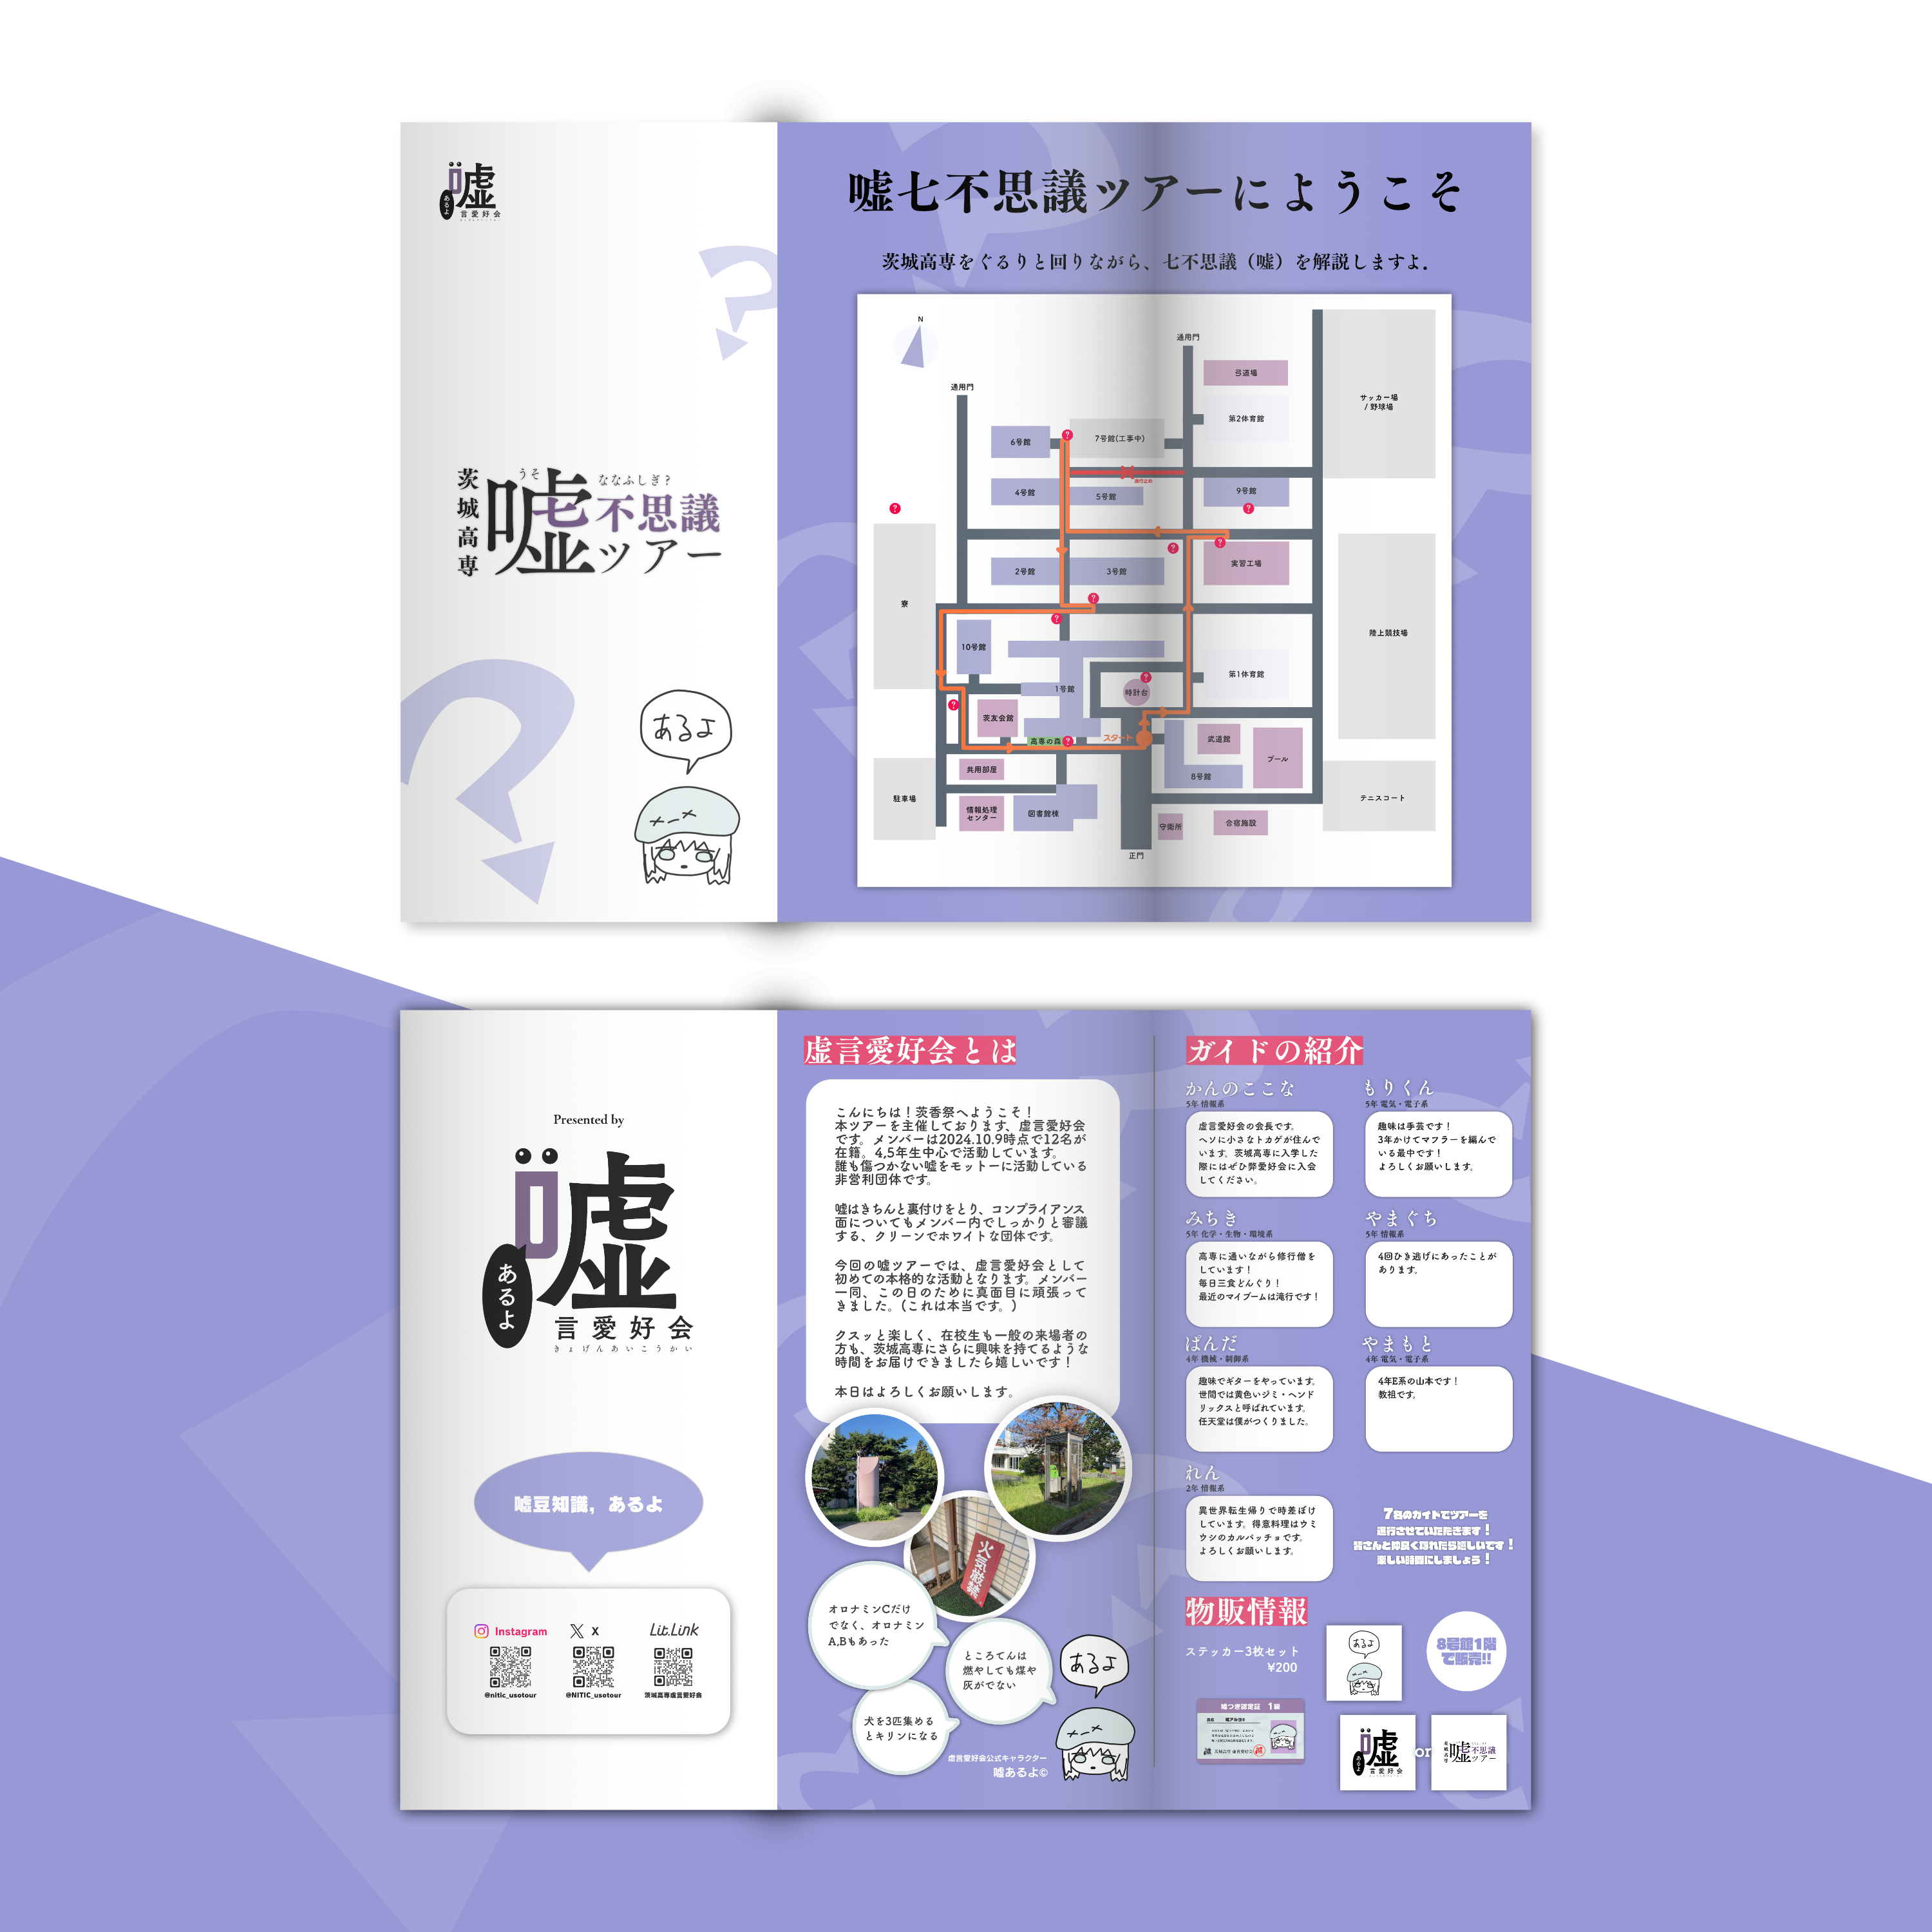 嘘
あるよ
言愛好会
茨城高専
うそ
嘘
ななふしぎ？
不思議
ツアー
あるよ
嘘七不思議ツアーにようこそ
茨城高専をぐるりと回りながら、七不思議（嘘）を解説しますよ．
N
通用門
通用門
弓道場
第2体育館
サッカー場
/ 野球場
6号館
7号館(工事中)
4号館
5号館
通行止め
9号館
2号館
3号館
実習工場
寮
陸上競技場
10号館
1号館
時計台
第1体育館
茨友会館
高専の森
スタート
武道館
プール
8号館
共用部屋
駐車場
情報処理
センター
図書館棟
守衛所
合宿施設
テニスコート
正門
Presented by
嘘
あるよ
言愛好会
きょげんあいこうかい
嘘豆知識，あるよ
Instagram
X
Lit.Link
@nitic_usotour
@NITIC_usotour
茨城高専虚言愛好会
虚言愛好会とは
こんにちは！茨香祭へようこそ！
本ツアーを主催しております、虚言愛好会
です。メンバーは2024.10.9時点で12名が
在籍。4,5年生中心で活動しています。
誰も傷つかない嘘をモットーに活動している
非営利団体です。
嘘はきちんと裏付けをとり、コンプライアンス
面についてもメンバー内でしっかりと審議
する、クリーンでホワイトな団体です。
今回の嘘ツアーでは、虚言愛好会として
初めての本格的な活動となります。メンバー
一同、この日のために真面目に頑張って
きました。(これは本当です。)
クスッと楽しく、在校生も一般の来場者の
方も、茨城高専にさらに興味を持てるような
時間をお届けできましたら嬉しいです！
本日はよろしくお願いします。
火気厳禁
オロナミンCだけ
でなく、オロナミン
A,Bもあった
ところてんは
燃やしても煤や
灰がでない
犬を3匹集める
とキリンになる
あるよ
虚言愛好会公式キャラクター
嘘あるよ©
ガイドの紹介
かんのここな
5年 情報系
虚言愛好会の会長です。
ヘソに小さなトカゲが住んで
います。茨城高専に入学した
際にはぜひ弊愛好会に入会
してください。
もりくん
5年 電気・電子系
趣味は手芸です！
3年かけてマフラーを編んで
いる最中です！
よろしくお願いします。
みちき
5年 化学・生物・環境系
高専に通いながら修行僧を
しています！
毎日三食どんぐり！
最近のマイブームは滝行です！
やまぐち
5年 情報系
4回ひき逃げにあったことが
あります。
ぱんだ
4年 機械・制御系
趣味でギターをやっています。
世間では黄色いジミ・ヘンド
リックスと呼ばれています。
任天堂は僕がつくりました。
やまもと
4年 電気・電子系
4年E系の山本です！
教祖です。
れん
2年 情報系
異世界転生帰りで時差ぼけ
しています。得意料理はウミ
ウシのカルパッチョです。
よろしくお願いします。
7名のガイドでツアーを
進行させていただきます！
皆さんと仲良くなれたら嬉しいです！
楽しい時間にしましょう！
物販情報
ステッカー3枚セット
¥200
あるよ
8号館1階
で販売!!
嘘つき認定証 1級
嘘
あるよ
言愛好会
or
茨城高専
嘘
不思議
ツアー